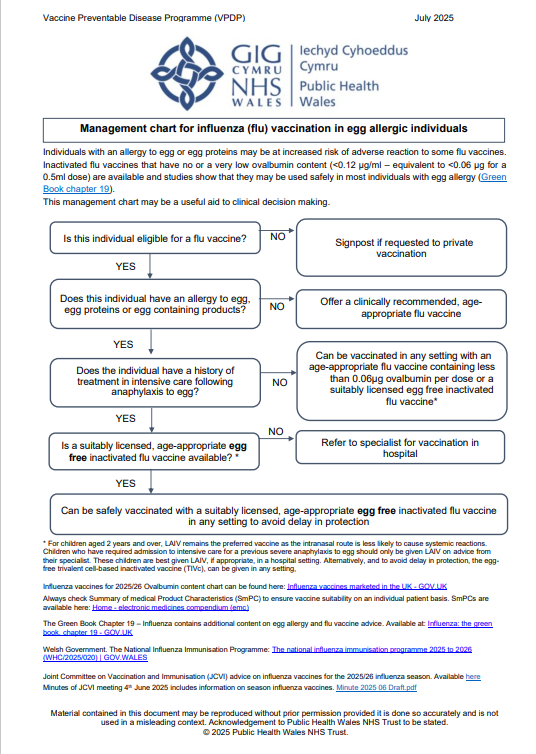 Vaccine Preventable Disease Programme (VPDP) July 2025
GIG
CYMRU
NHS
WALES
Iechyd Cyhoeddus
Cymru
Public Health
Wales
Management chart for influenza (flu) vaccination in egg allergic individuals
Individuals with an allergy to egg or egg proteins may be at increased risk of adverse reaction to some flu vaccines.
Inactivated flu vaccines that have no or a very low ovalbumin content (<0.12 µg/ml – equivalent to <0.06 µg for a
0.5ml dose) are available and studies show that they may be used safely in most individuals with egg allergy (Green
Book chapter 19).
This management chart may be a useful aid to clinical decision making.
Is this individual eligible for a flu vaccine?
NO
Signpost if requested to private
vaccination
YES
Does this individual have an allergy to egg,
egg proteins or egg containing products?
NO
Offer a clinically recommended, age-
appropriate flu vaccine
YES
Does the individual have a history of
treatment in intensive care following
anaphylaxis to egg?
NO
Can be vaccinated in any setting with an
age-appropriate flu vaccine containing less
than 0.06µg ovalbumin per dose or a
suitably licensed egg free inactivated
flu vaccine*
YES
Is a suitably licensed, age-appropriate egg
free inactivated flu vaccine available? *
NO
Refer to specialist for vaccination in
hospital
YES
Can be safely vaccinated with a suitably licensed, age-appropriate egg free inactivated flu vaccine
in any setting to avoid delay in protection
* For children aged 2 years and over, LAIV remains the preferred vaccine as the intranasal route is less likely to cause systemic reactions.
Children who have required admission to intensive care for a previous severe anaphylaxis to egg should only be given LAIV on advice from
their specialist. These children are best given LAIV, if appropriate, in a hospital setting. Alternatively, and to avoid delay in protection, the egg-
free trivalent cell-based inactivated vaccine (TIVc), can be given in any setting.
Influenza vaccines for 2025/26 Ovalbumin content chart can be found here: Influenza vaccines marketed in the UK - GOV.UK
Always check Summary of medical Product Characteristics (SmPC) to ensure vaccine suitability on an individual patient basis. SmPCs are
available here: Home - electronic medicines compendium (emc)
The Green Book Chapter 19 – Influenza contains additional content on egg allergy and flu vaccine advice. Available at: Influenza: the green
book, chapter 19 - GOV.UK
Welsh Government. The National Influenza Immunisation Programme: The national influenza immunisation programme 2025 to 2026
(WHC/2025/020) | GOV.WALES
Joint Committee on Vaccination and Immunisation (JCVI) advice on influenza vaccines for the 2025/26 influenza season. Available here
Minutes of JCVI meeting 4th June 2025 includes information on season influenza vaccines. Minute 2025 06 Draft.pdf
Material contained in this document may be reproduced without prior permission provided it is done so accurately and is not
used in a misleading context. Acknowledgement to Public Health Wales NHS Trust to be stated.
© 2025 Public Health Wales NHS Trust.